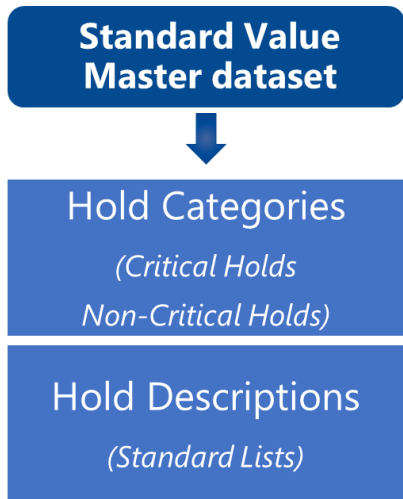 Standard Value
Master dataset
Hold Categories
(Critical Holds
Non-Critical Holds)
Hold Descriptions
(Standard Lists)